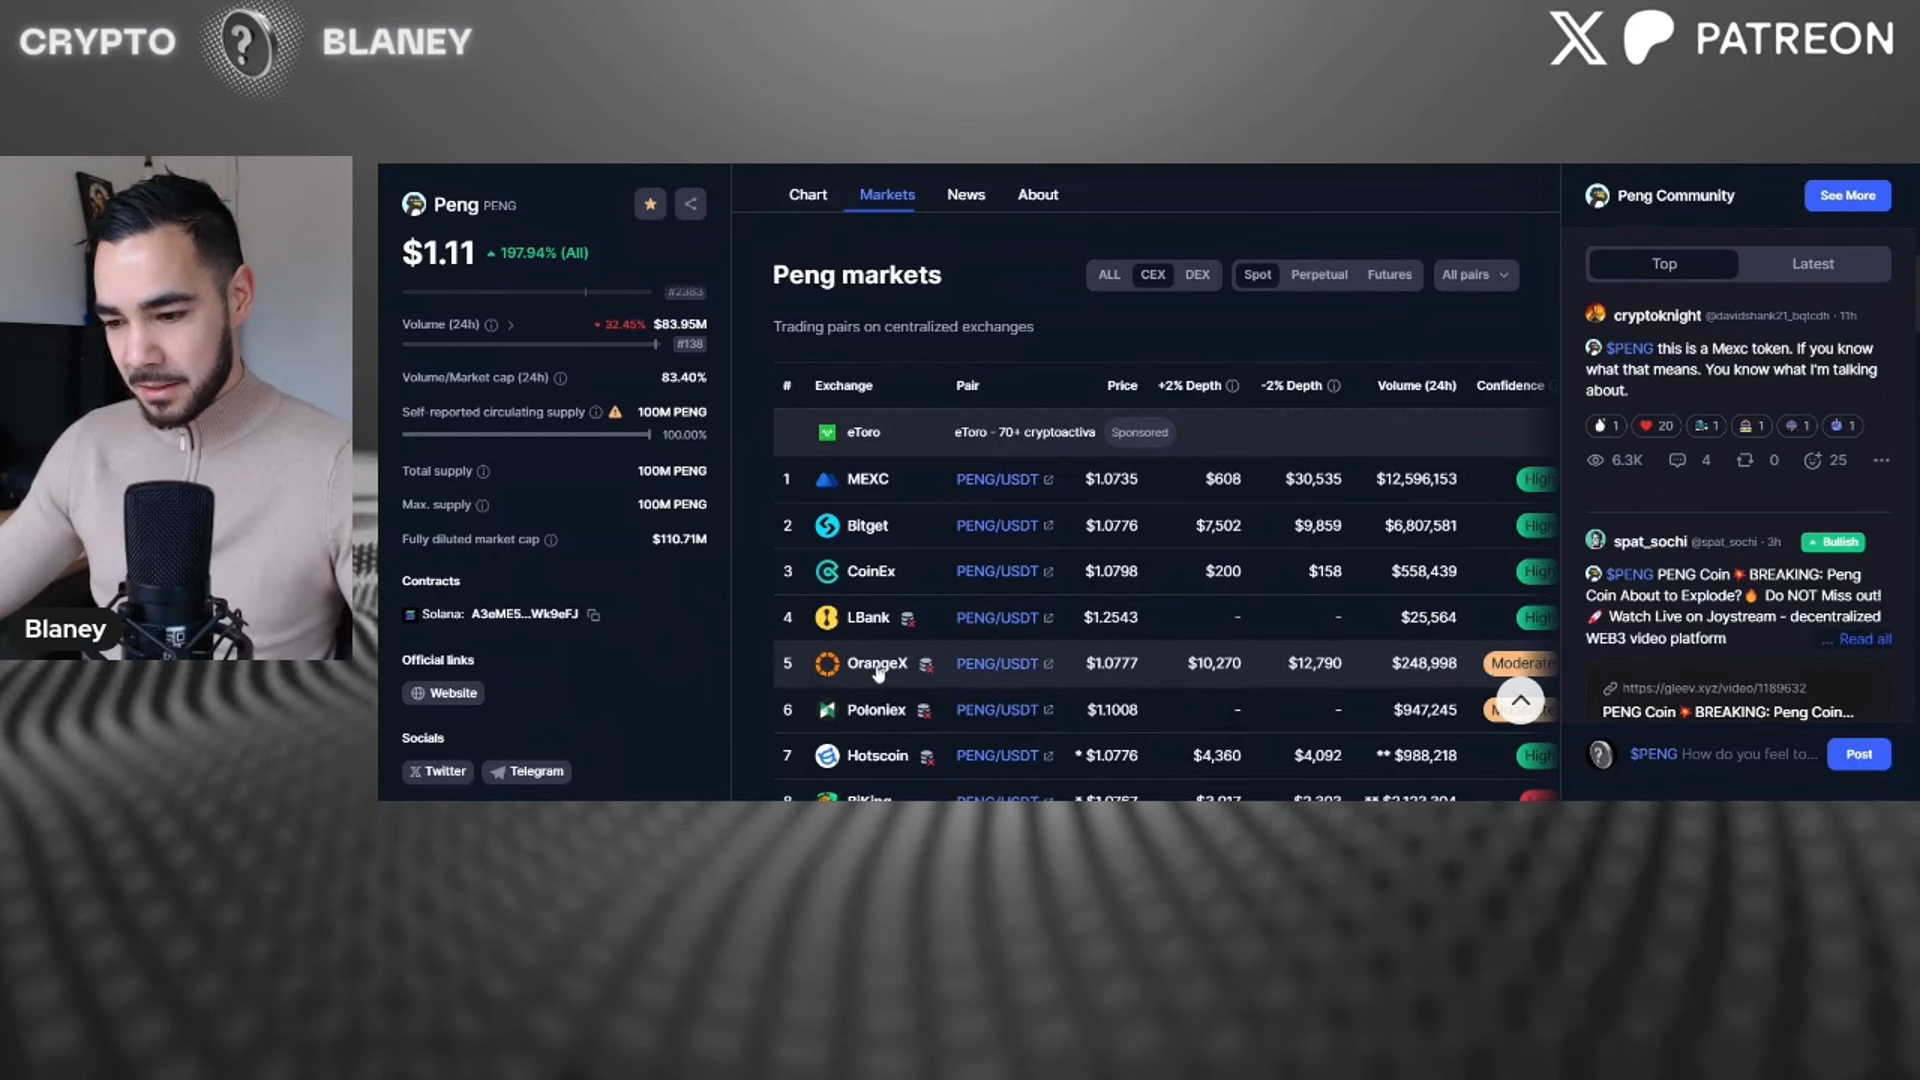 CRYPTO ? BLANEY
PATREON
Blaney
Peng PENG
$1.11 197.94% (All)
#2383
Volume (24h) 32.45% $83.95M
#138
Volume/Market cap (24h) 83.40%
Self-reported circulating supply 100M PENG
100.00%
Total supply 100M PENG
Max. supply 100M PENG
Fully diluted market cap $110.71M
Contracts
Solana: A3eME5...Wk9eFJ
Official links
Website
Socials
Twitter Telegram
Chart Markets News About
Peng markets
ALL CEX DEX Spot Perpetual Futures All pairs
Trading pairs on centralized exchanges
# Exchange Pair Price +2% Depth -2% Depth Volume (24h) Confidence
eToro eToro - 70+ cryptoactiva Sponsored
1 MEXC PENG/USDT $1.0735 $608 $30,535 $12,596,153 High
2 Bitget PENG/USDT $1.0776 $7,502 $9,859 $6,807,581 High
3 CoinEx PENG/USDT $1.0798 $200 $158 $558,439 High
4 LBank PENG/USDT $1.2543 - - $25,564 High
5 OrangeX PENG/USDT $1.0777 $10,270 $12,790 $248,998 Moderate
6 Poloniex PENG/USDT $1.1008 - - $947,245
7 Hotscoin PENG/USDT * $1.0776 $4,360 $4,092 ** $988,218 High
Peng Community See More
Top Latest
cryptoknight @davidshank21_bqtcdh · 11h
$PENG this is a Mexc token. If you know
what that means. You know what I'm talking
about.
1 20 1 1 1 1
6.3K 4 0 25 ...
spat_sochi @spat_sochi · 3h Bullish
$PENG PENG Coin BREAKING: Peng
Coin About to Explode? Do NOT Miss out!
Watch Live on Joystream - decentralized
WEB3 video platform ... Read all
https://gleev.xyz/video/1189632
PENG Coin BREAKING: Peng Coin...
$PENG How do you feel to... Post